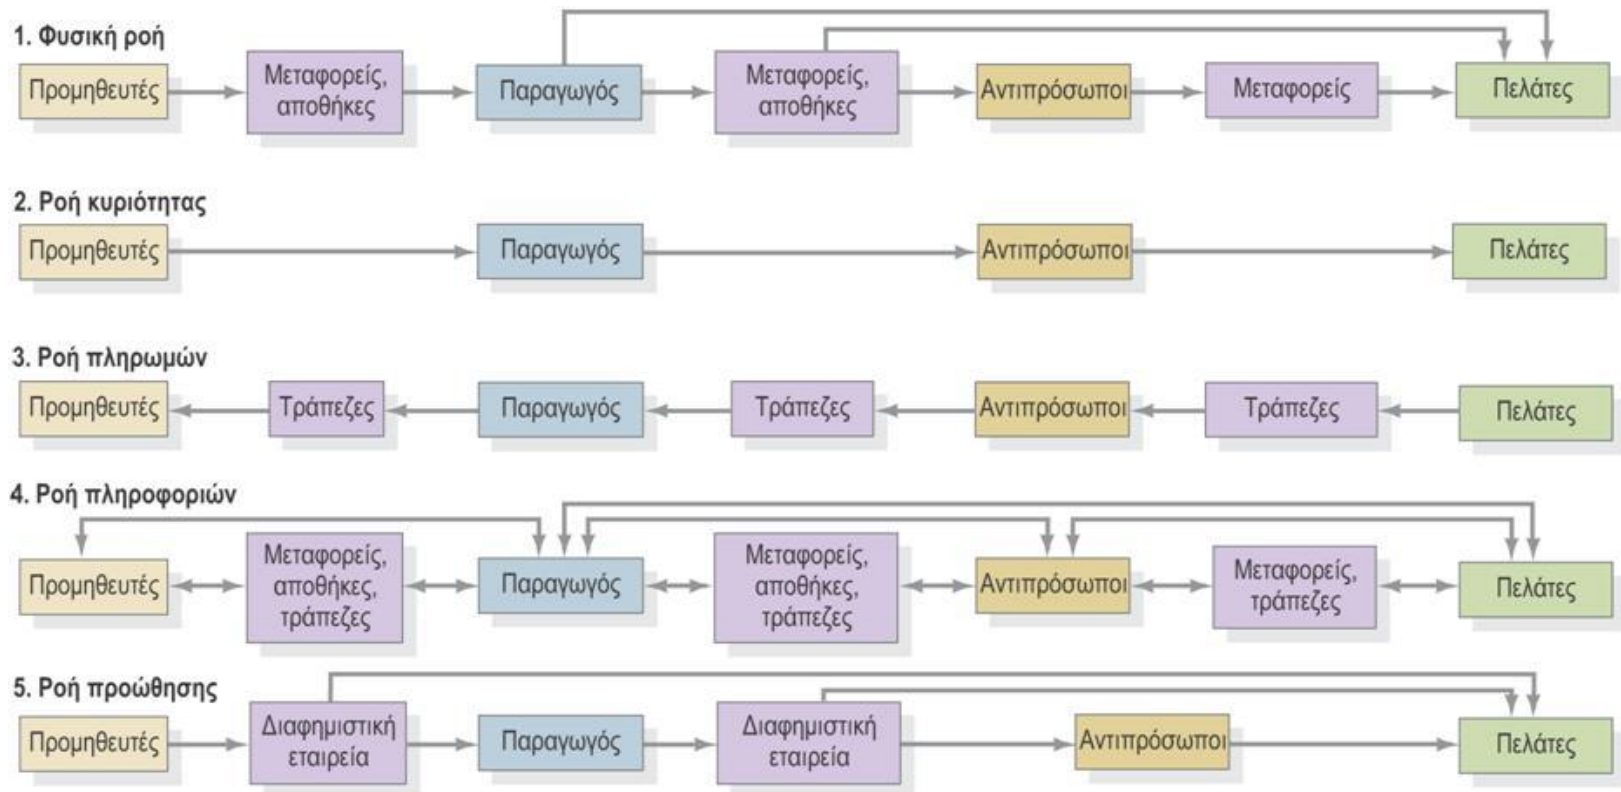 1. Φυσική ροή
Προμηθευτές
Μεταφορείς,
αποθήκες
Παραγωγός
Μεταφορείς,
αποθήκες
Αντιπρόσωποι
Μεταφορείς
Πελάτες
2. Ροή κυριότητας
Προμηθευτές
Παραγωγός
Αντιπρόσωποι
Πελάτες
3. Ροή πληρωμών
Προμηθευτές
Τράπεζες
Παραγωγός
Τράπεζες
Αντιπρόσωποι
Τράπεζες
Πελάτες
4. Ροή πληροφοριών
Προμηθευτές
Μεταφορείς,
αποθήκες,
τράπεζες
Παραγωγός
Μεταφορείς,
αποθήκες,
τράπεζες
Αντιπρόσωποι
Μεταφορείς,
τράπεζες
Πελάτες
5. Ροή προώθησης
Προμηθευτές
Διαφημιστική
εταιρεία
Παραγωγός
Διαφημιστική
εταιρεία
Αντιπρόσωποι
Πελάτες